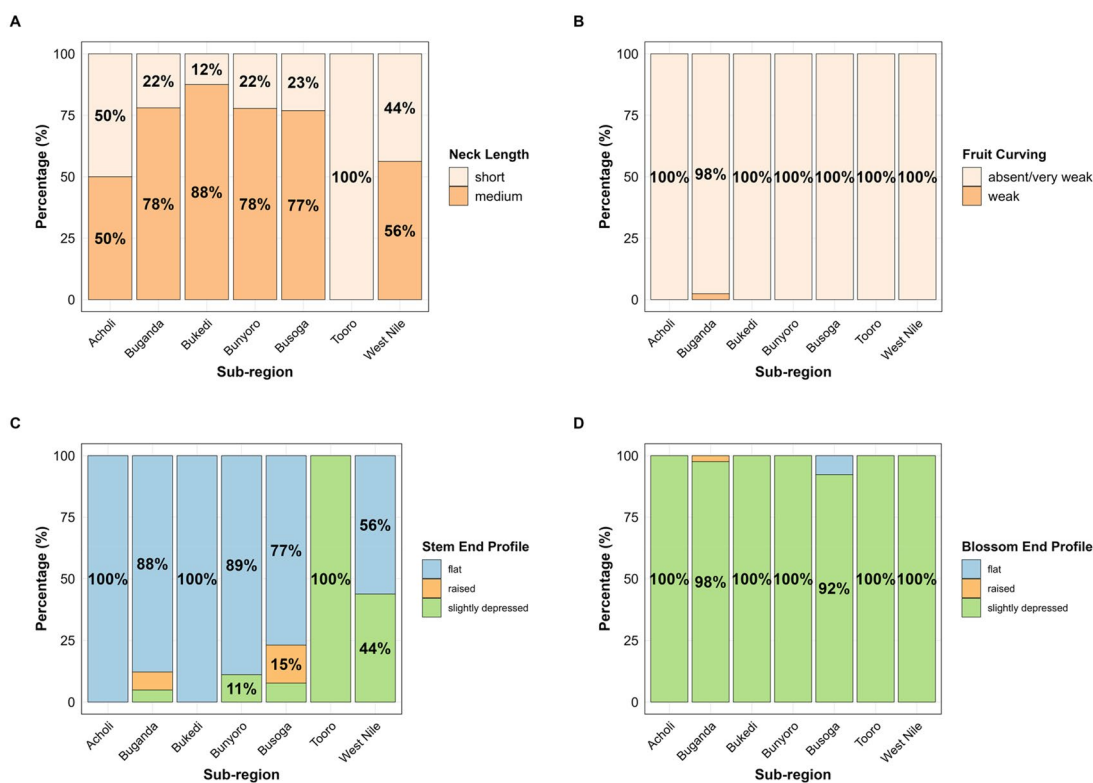 A
100
75
50
25
0
Percentage (%)
50%
50%
22%
78%
12%
88%
22%
78%
23%
77%
100%
44%
56%
Acholi
Buganda
Bukedi
Bunyoro
Busoga
Tooro
West Nile
Sub-region
Neck Length
short
medium
B
100
75
50
25
0
Percentage (%)
100%
98%
100%
100%
100%
100%
100%
Acholi
Buganda
Bukedi
Bunyoro
Busoga
Tooro
West Nile
Sub-region
Fruit Curving
absent/very weak
weak
C
100
75
50
25
0
Percentage (%)
100%
88%
100%
89%
11%
77%
15%
100%
56%
44%
Acholi
Buganda
Bukedi
Bunyoro
Busoga
Tooro
West Nile
Sub-region
Stem End Profile
flat
raised
slightly depressed
D
100
75
50
25
0
Percentage (%)
100%
98%
100%
100%
92%
100%
100%
Acholi
Buganda
Bukedi
Bunyoro
Busoga
Tooro
West Nile
Sub-region
Blossom End Profile
flat
raised
slightly depressed